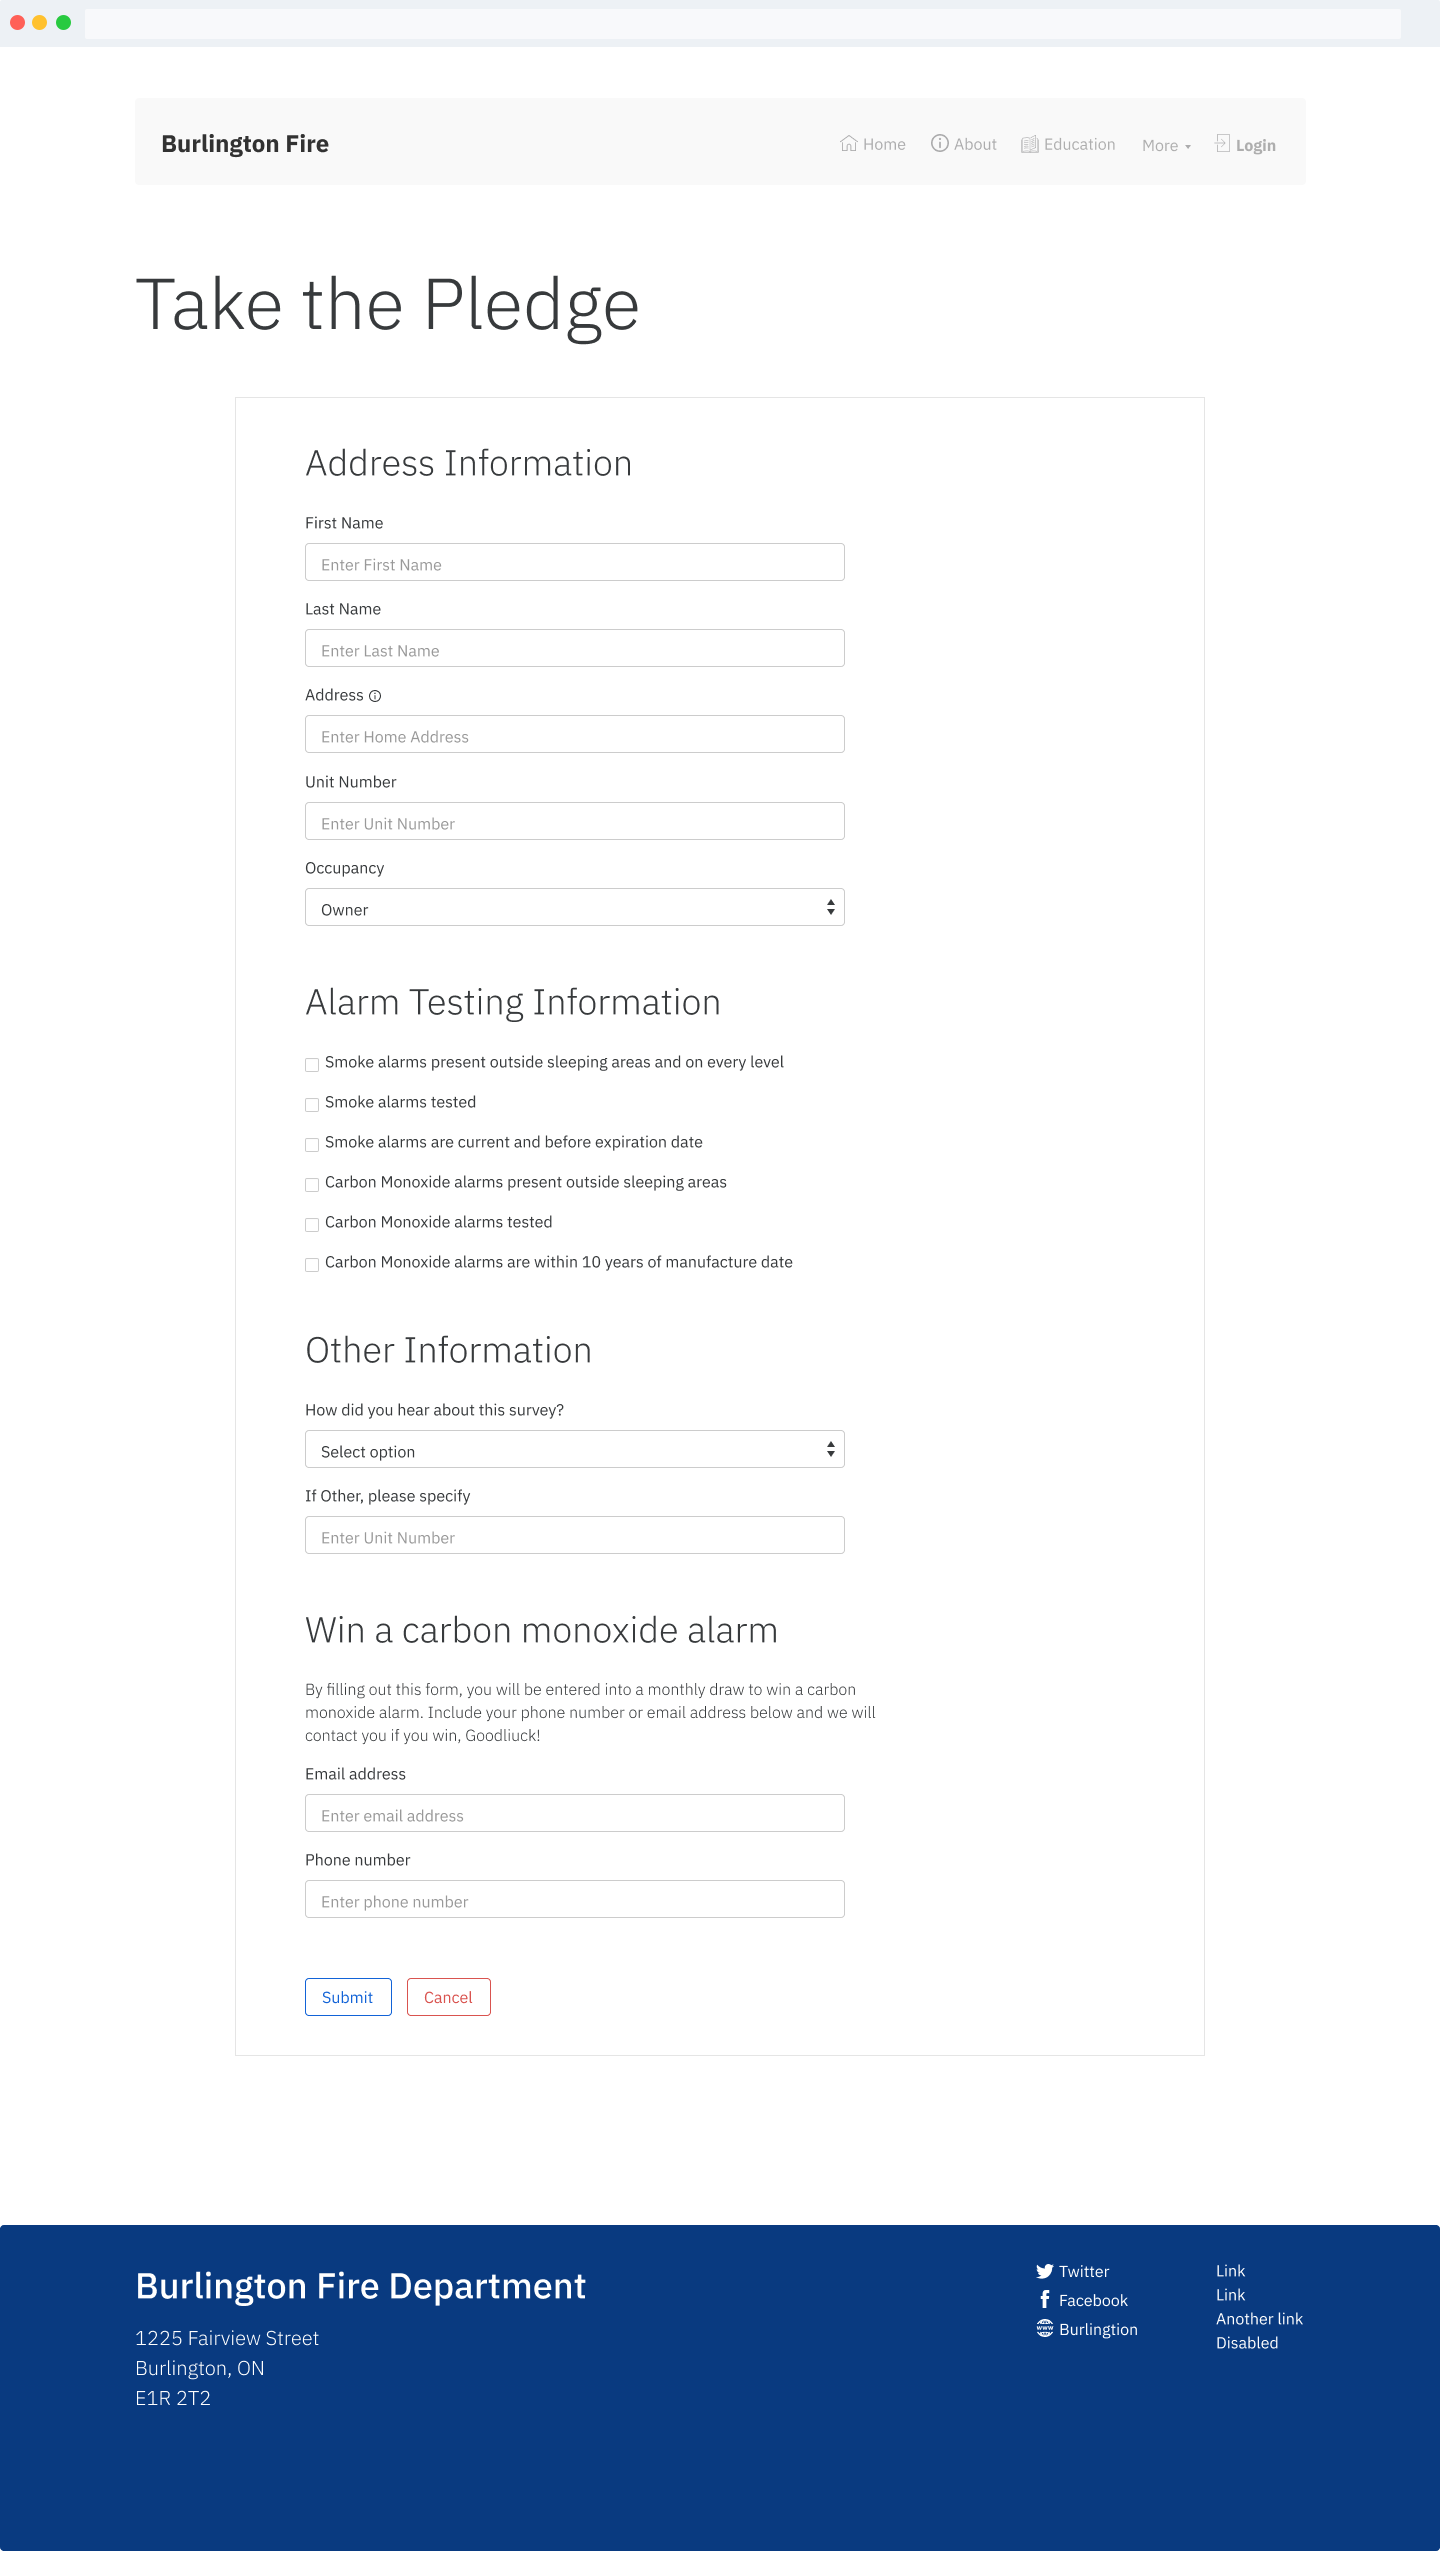 Burlington Fire
Home About Education More Login
Take the Pledge
Address Information
First Name
Enter First Name
Last Name
Enter Last Name
Address
Enter Home Address
Unit Number
Enter Unit Number
Occupancy
Owner
Alarm Testing Information
Smoke alarms present outside sleeping areas and on every level
Smoke alarms tested
Smoke alarms are current and before expiration date
Carbon Monoxide alarms present outside sleeping areas
Carbon Monoxide alarms tested
Carbon Monoxide alarms are within 10 years of manufacture date
Other Information
How did you hear about this survey?
Select option
If Other, please specify
Enter Unit Number
Win a carbon monoxide alarm
By filling out this form, you will be entered into a monthly draw to win a carbon
monoxide alarm. Include your phone number or email address below and we will
contact you if you win, Goodliuck!
Email address
Enter email address
Phone number
Enter phone number
Submit Cancel
Burlington Fire Department
1225 Fairview Street
Burlington, ON
E1R 2T2
Twitter
Facebook
www Burlingtion
Link
Link
Another link
Disabled